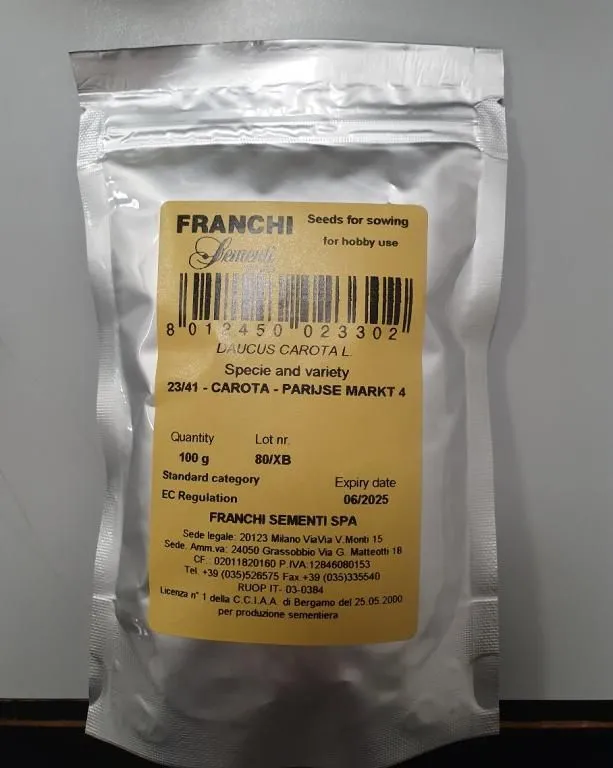 FRANCHI
Sementi
Seeds for sowing
for hobby use
8 012450 023302
DAUCUS CAROTA L.
Specie and variety
23/41 - CAROTA - PARIJSE MARKT 4
Quantity Lot nr.
100 g 80/XB
Standard category
EC Regulation
Expiry date
06/2025
FRANCHI SEMENTI SPA
Sede legale: 20123 Milano ViaVia V.Monti 15
Sede. Amm.va: 24050 Grassobbio Via G. Matteotti 18
CF.. 02011820160 P.IVA:12846080153
Tel. +39 (035)526575 Fax +39 (035)335540
RUOP IT- 03-0384
Licenza n° 1 della C.C.I.A.A. di Bergamo del 25.05.2000
per produzione sementiera